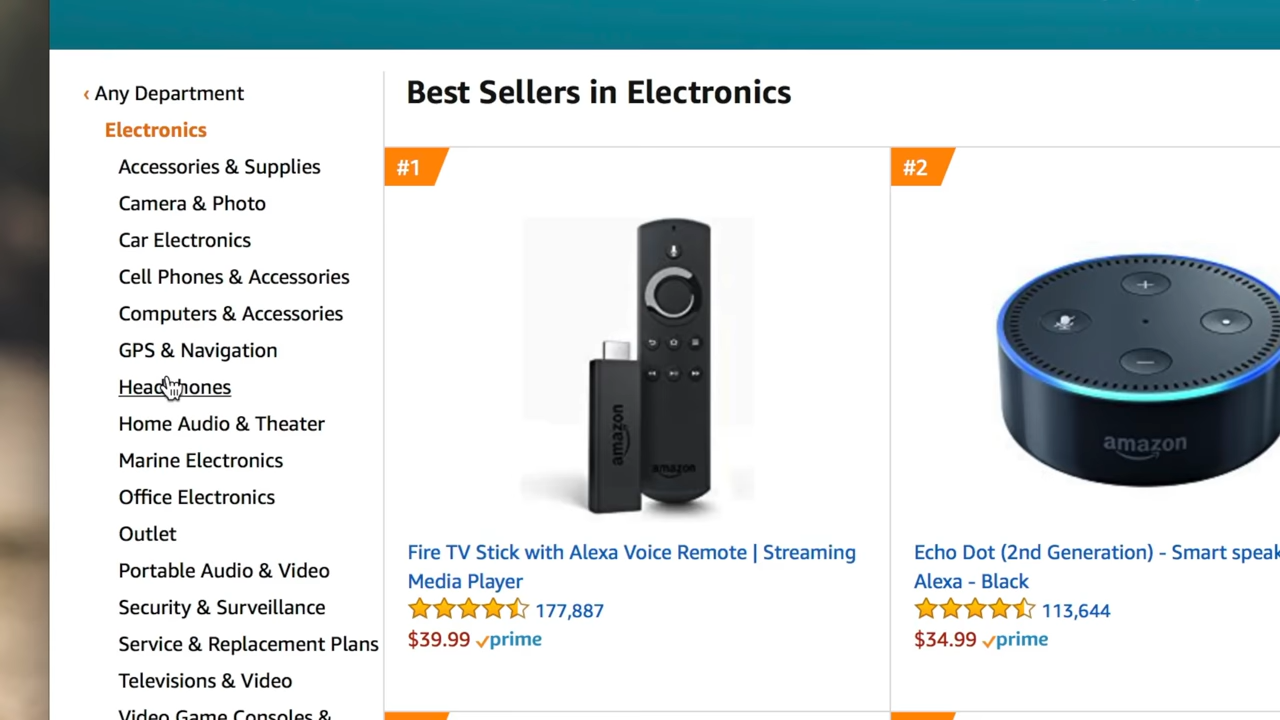 ‹ Any Department
Electronics
Accessories & Supplies
Camera & Photo
Car Electronics
Cell Phones & Accessories
Computers & Accessories
GPS & Navigation
Headphones
Home Audio & Theater
Marine Electronics
Office Electronics
Outlet
Portable Audio & Video
Security & Surveillance
Service & Replacement Plans
Televisions & Video
Video Game Consoles &
Best Sellers in Electronics
#1
amazon
amazon
Fire TV Stick with Alexa Voice Remote | Streaming
Media Player
177,887
$39.99 prime
#2
amazon
Echo Dot (2nd Generation) - Smart
Alexa - Black
113,644
$34.99 prime